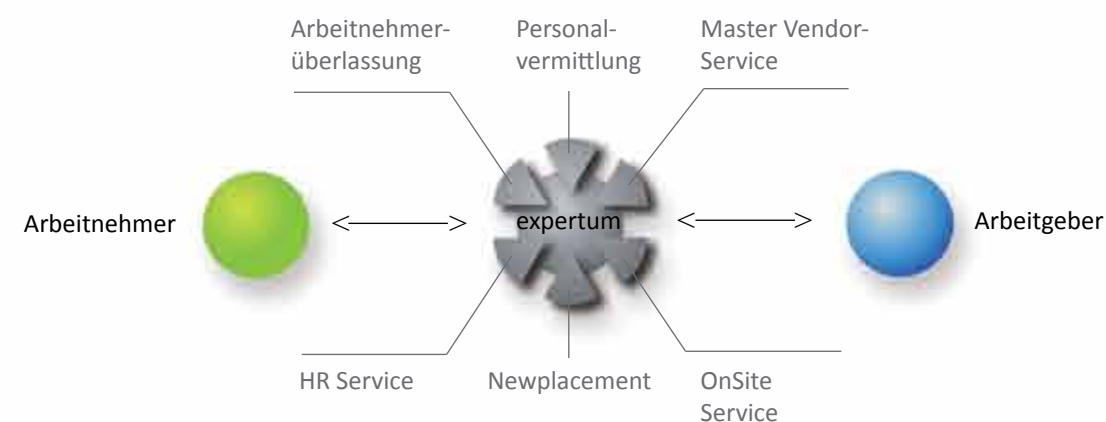 Arbeitnehmer-
überlassung
Personal-
vermittlung
Master Vendor-
Service
Arbeitnehmer
expertum
Arbeitgeber
HR Service
Newplacement
OnSite
Service